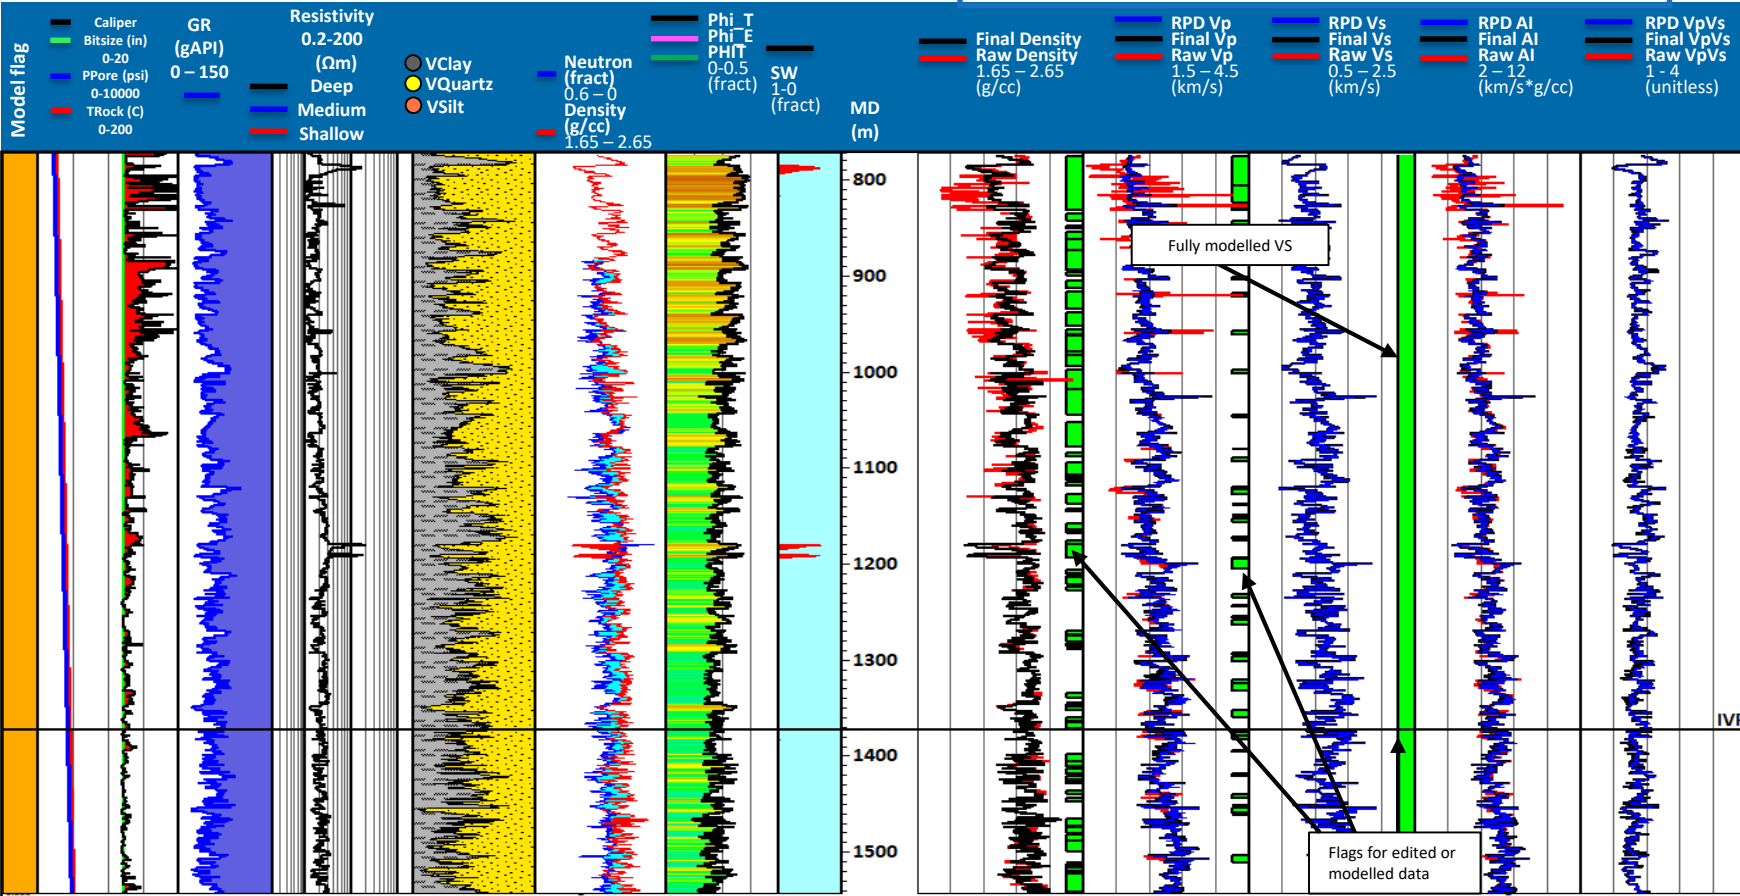 Model flag
Caliper
Bitsize (in)
0-20
PPore (psi)
0-10000
TRock (C)
0-200
GR
(gAPI)
0 – 150
Resistivity
0.2-200
(Ωm)
Deep
Medium
Shallow
VClay
VQuartz
VSilt
Neutron
(fract)
0.6 – 0
Density
(g/cc)
1.65 – 2.65
Phi_T
Phi_E
PHIT
0-0.5
(fract)
SW
1-0
(fract)
MD
(m)
Final Density
Raw Density
1.65 – 2.65
(g/cc)
RPD Vp
Final Vp
Raw Vp
1.5 – 4.5
(km/s)
RPD Vs
Final Vs
Raw Vs
0.5 – 2.5
(km/s)
RPD AI
Final AI
Raw AI
2 – 12
(km/s*g/cc)
RPD VpVs
Final VpVs
Raw VpVs
1 - 4
(unitless)
800
900
1000
1100
1200
1300
1400
1500
Fully modelled VS
Flags for edited or
modelled data